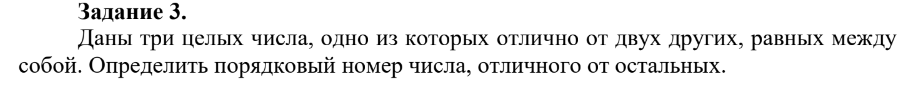 Задание 3.
Даны три целых числа, одно из которых отлично от двух других, равных между
собой. Определить порядковый номер числа, отличного от остальных.